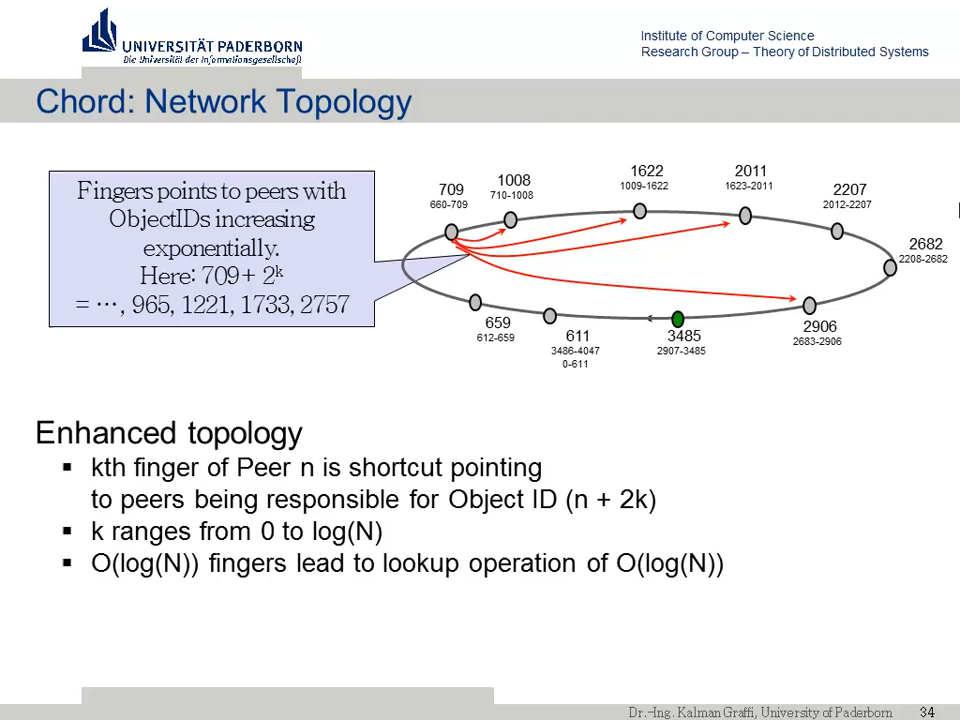 UNIVERSITÄT PADERBORN
Die Universität der Informationsgesellschaft
Institute of Computer Science
Research Group – Theory of Distributed Systems
Chord: Network Topology
Fingers points to peers with
ObjectIDs increasing
exponentially.
Here: 709 + 2^k
= …, 965, 1221, 1733, 2757
709
660-709
1008
710-1008
1622
1009-1622
2011
1623-2011
2207
2012-2207
2682
2208-2682
659
612-659
611
3486-4047
0-611
3485
2907-3485
2906
2683-2906
Enhanced topology
▪ kth finger of Peer n is shortcut pointing
to peers being responsible for Object ID (n + 2k)
▪ k ranges from 0 to log(N)
▪ O(log(N)) fingers lead to lookup operation of O(log(N))
Dr.-Ing. Kalman Graffi, University of Paderborn
34